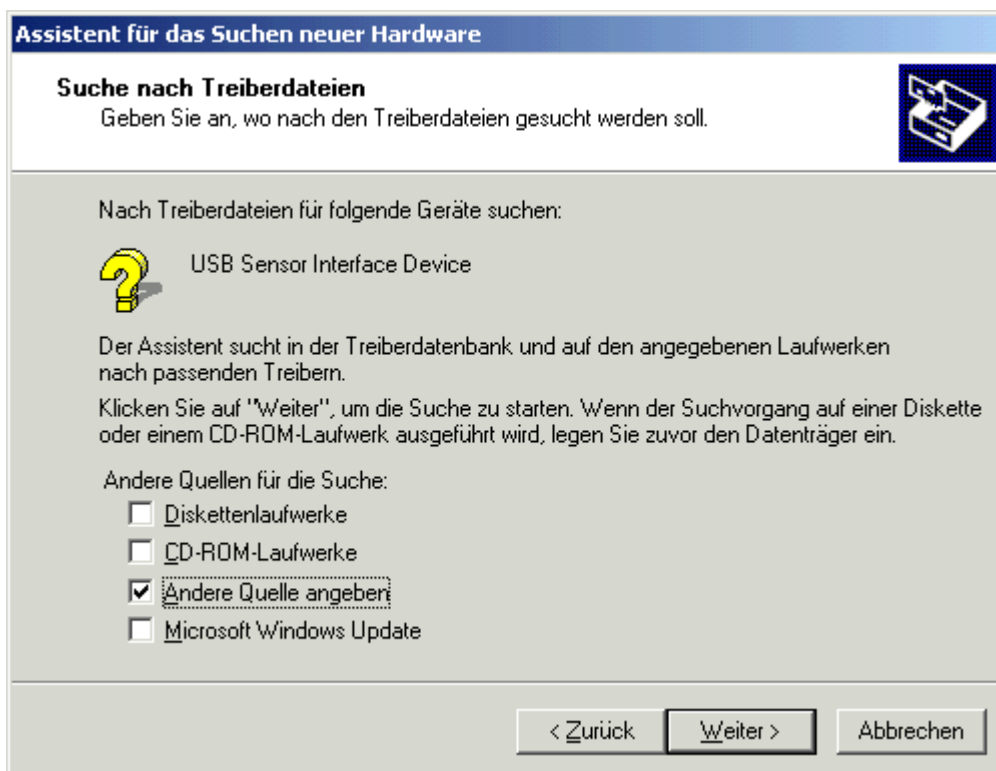 Assistent für das Suchen neuer Hardware
Suche nach Treiberdateien
Geben Sie an, wo nach den Treiberdateien gesucht werden soll.
Nach Treiberdateien für folgende Geräte suchen:
USB Sensor Interface Device
Der Assistent sucht in der Treiberdatenbank und auf den angegebenen Laufwerken
nach passenden Treibern.
Klicken Sie auf "Weiter", um die Suche zu starten. Wenn der Suchvorgang auf einer Diskette
oder einem CD-ROM-Laufwerk ausgeführt wird, legen Sie zuvor den Datenträger ein.
Andere Quellen für die Suche:
Diskettenlaufwerke
CD-ROM-Laufwerke
Andere Quelle angeben
Microsoft Windows Update
< Zurück Weiter > Abbrechen